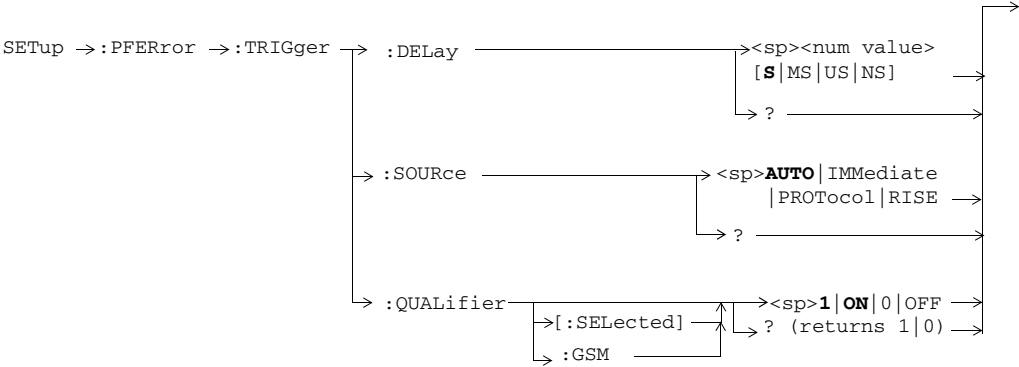 SETup :PFERror :TRIGger :DELay <sp><num value>
[S|MS|US|NS]
?
:SOURce <sp>AUTO|IMMediate
|PROTocol|RISE
?
:QUALifier <sp>1|ON|0|OFF
[:SELected] ? (returns 1|0)
:GSM